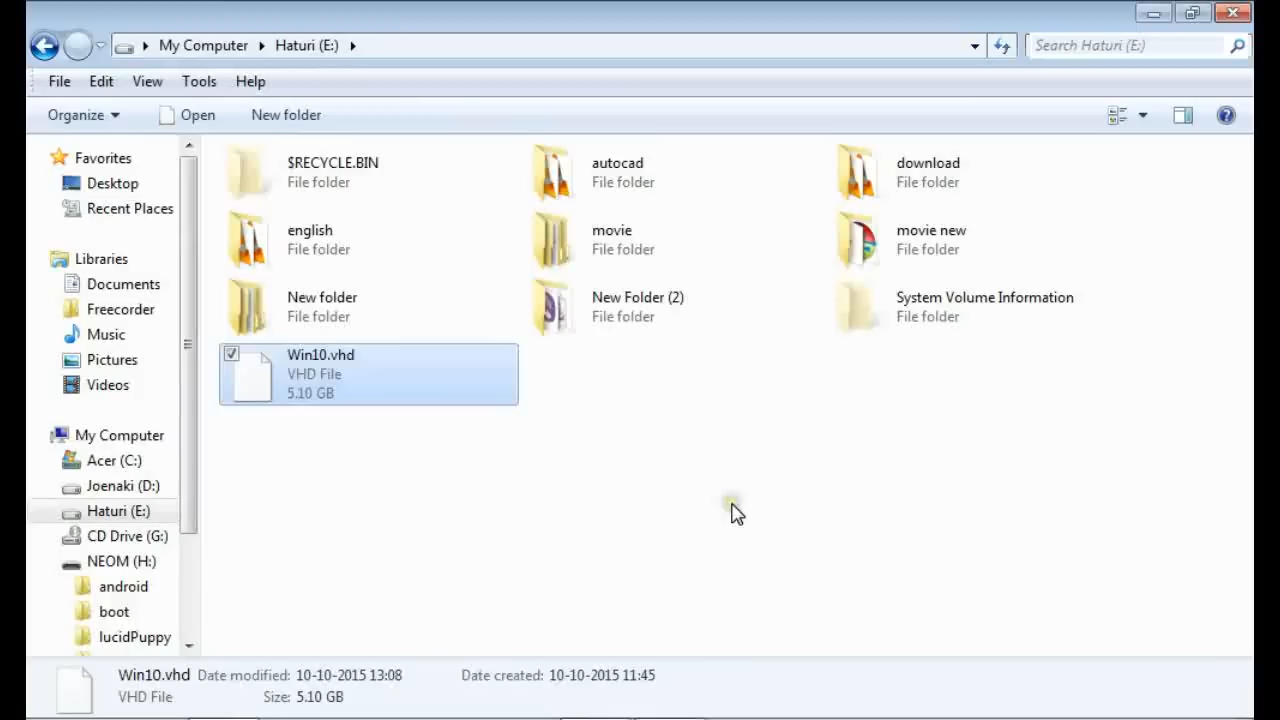 My Computer Haturi (E:) Search Haturi (E:)
File Edit View Tools Help
Organize Open New folder
Favorites
Desktop
Recent Places
Libraries
Documents
Freecorder
Music
Pictures
Videos
My Computer
Acer (C:)
Joenaki (D:)
Haturi (E:)
CD Drive (G:)
NEOM (H:)
android
boot
lucidPuppy
$RECYCLE.BIN
File folder
autocad
File folder
download
File folder
english
File folder
movie
File folder
movie new
File folder
New folder
File folder
New Folder (2)
File folder
System Volume Information
File folder
Win10.vhd
VHD File
5.10 GB
Win10.vhd Date modified: 10-10-2015 13:08 Date created: 10-10-2015 11:45
VHD File Size: 5.10 GB